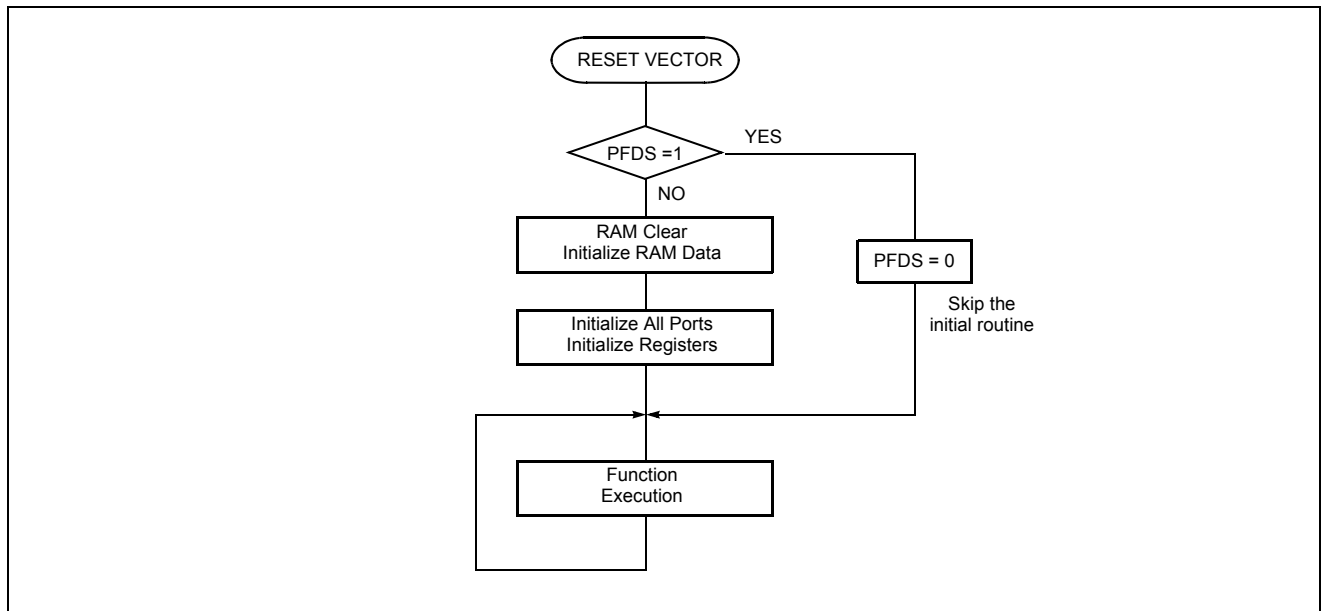 RESET VECTOR
YES
PFDS =1
NO
RAM Clear
Initialize RAM Data
PFDS = 0
Skip the
initial routine
Initialize All Ports
Initialize Registers
Function
Execution